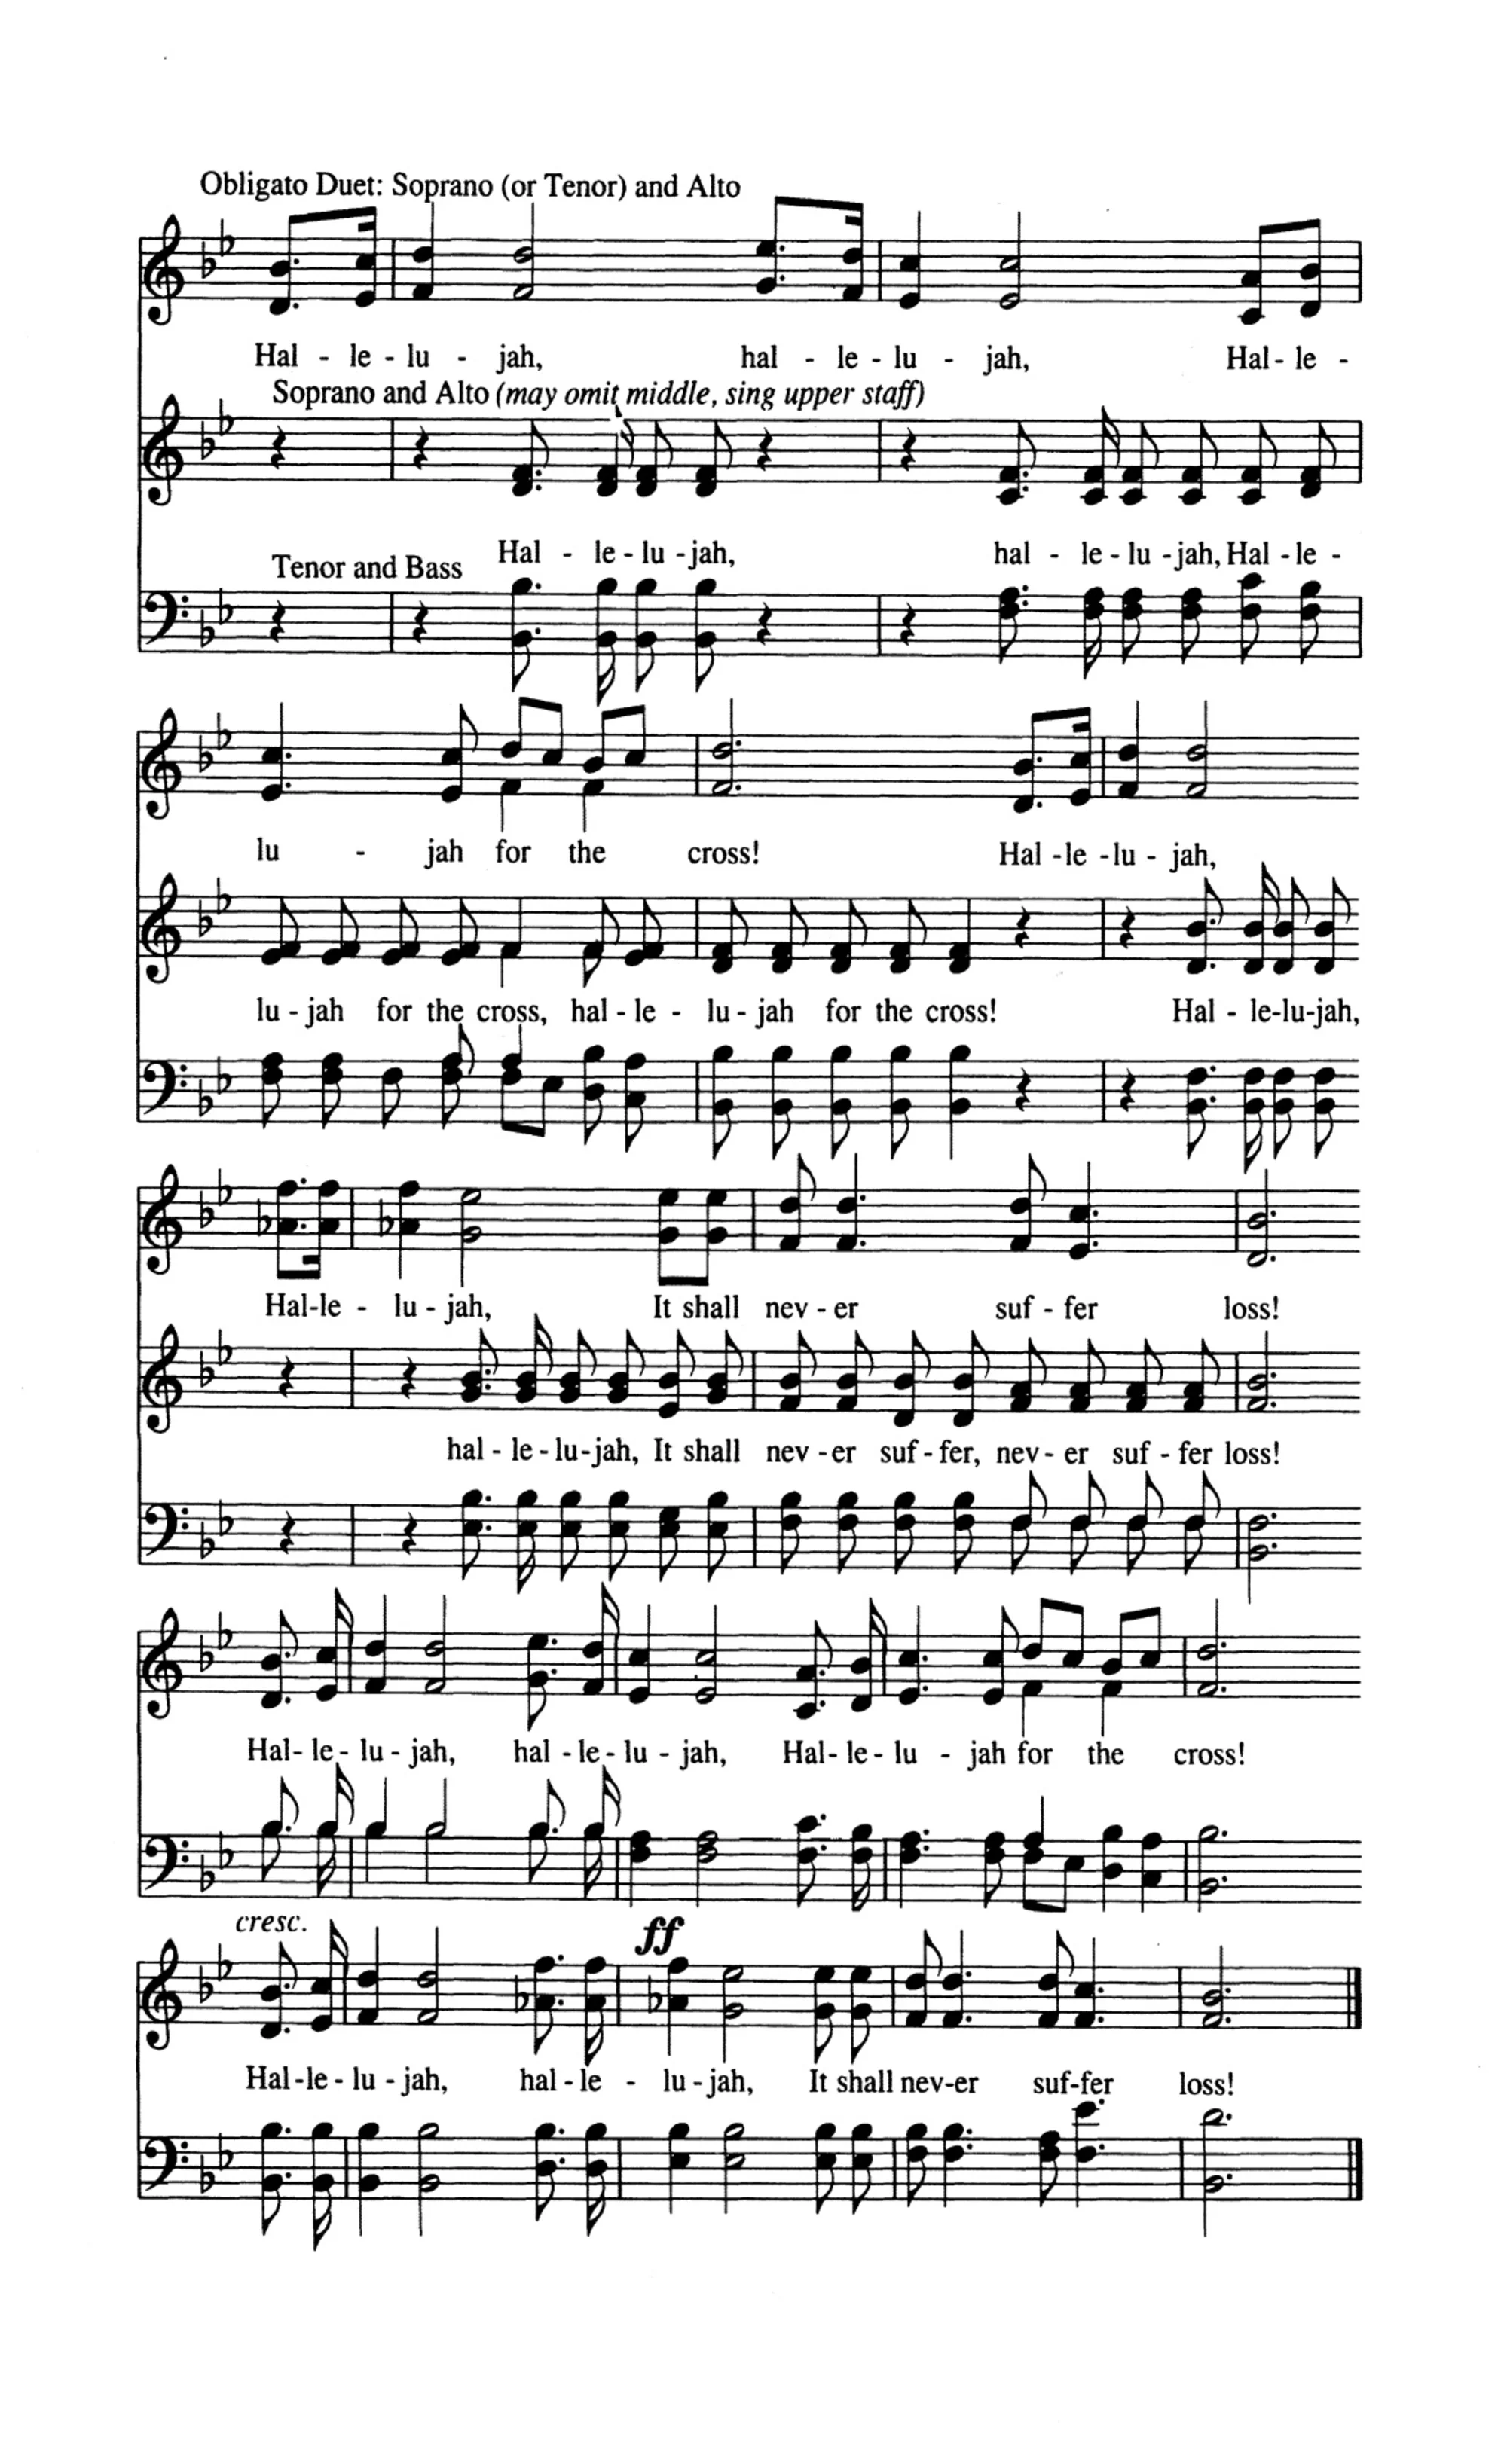 Obligato Duet: Soprano (or Tenor) and Alto
Hal - le - lu - jah, hal - le - lu - jah, Hal - le -
Soprano and Alto (may omit middle, sing upper staff)
Hal - le - lu - jah, hal - le - lu - jah, Hal - le -
Tenor and Bass
lu - jah for the cross! Hal - le - lu - jah,
lu - jah for the cross, hal - le - lu - jah for the cross! Hal - le - lu - jah,
Hal - le - lu - jah, It shall nev - er suf - fer loss!
hal - le - lu - jah, It shall nev - er suf - fer, nev - er suf - fer loss!
Hal - le - lu - jah, hal - le - lu - jah, Hal - le - lu - jah for the cross!
cresc. ff
Hal - le - lu - jah, hal - le - lu - jah, It shall nev - er suf - fer loss!